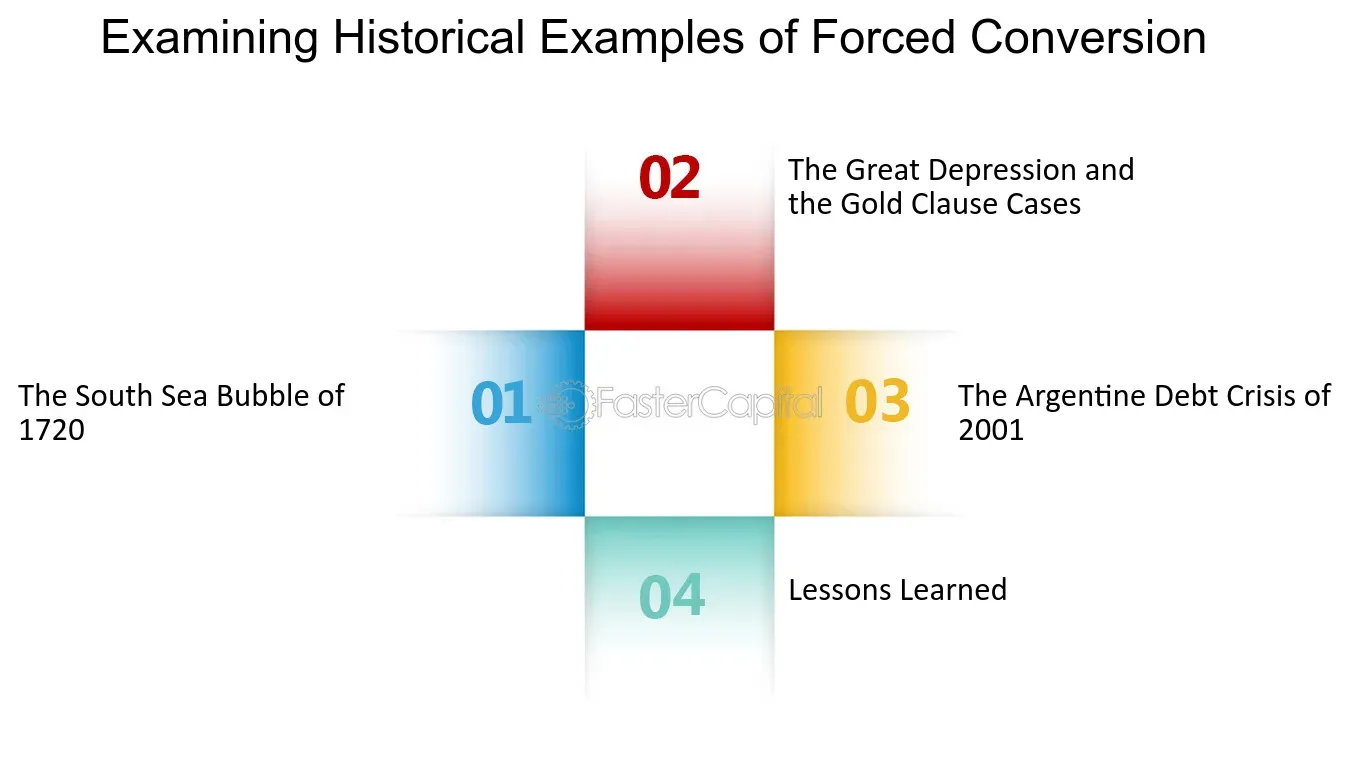 Examining Historical Examples of Forced Conversion
01
The South Sea Bubble of
1720
02
The Great Depression and
the Gold Clause Cases
FasterCapital
03
The Argentine Debt Crisis of
2001
04
Lessons Learned